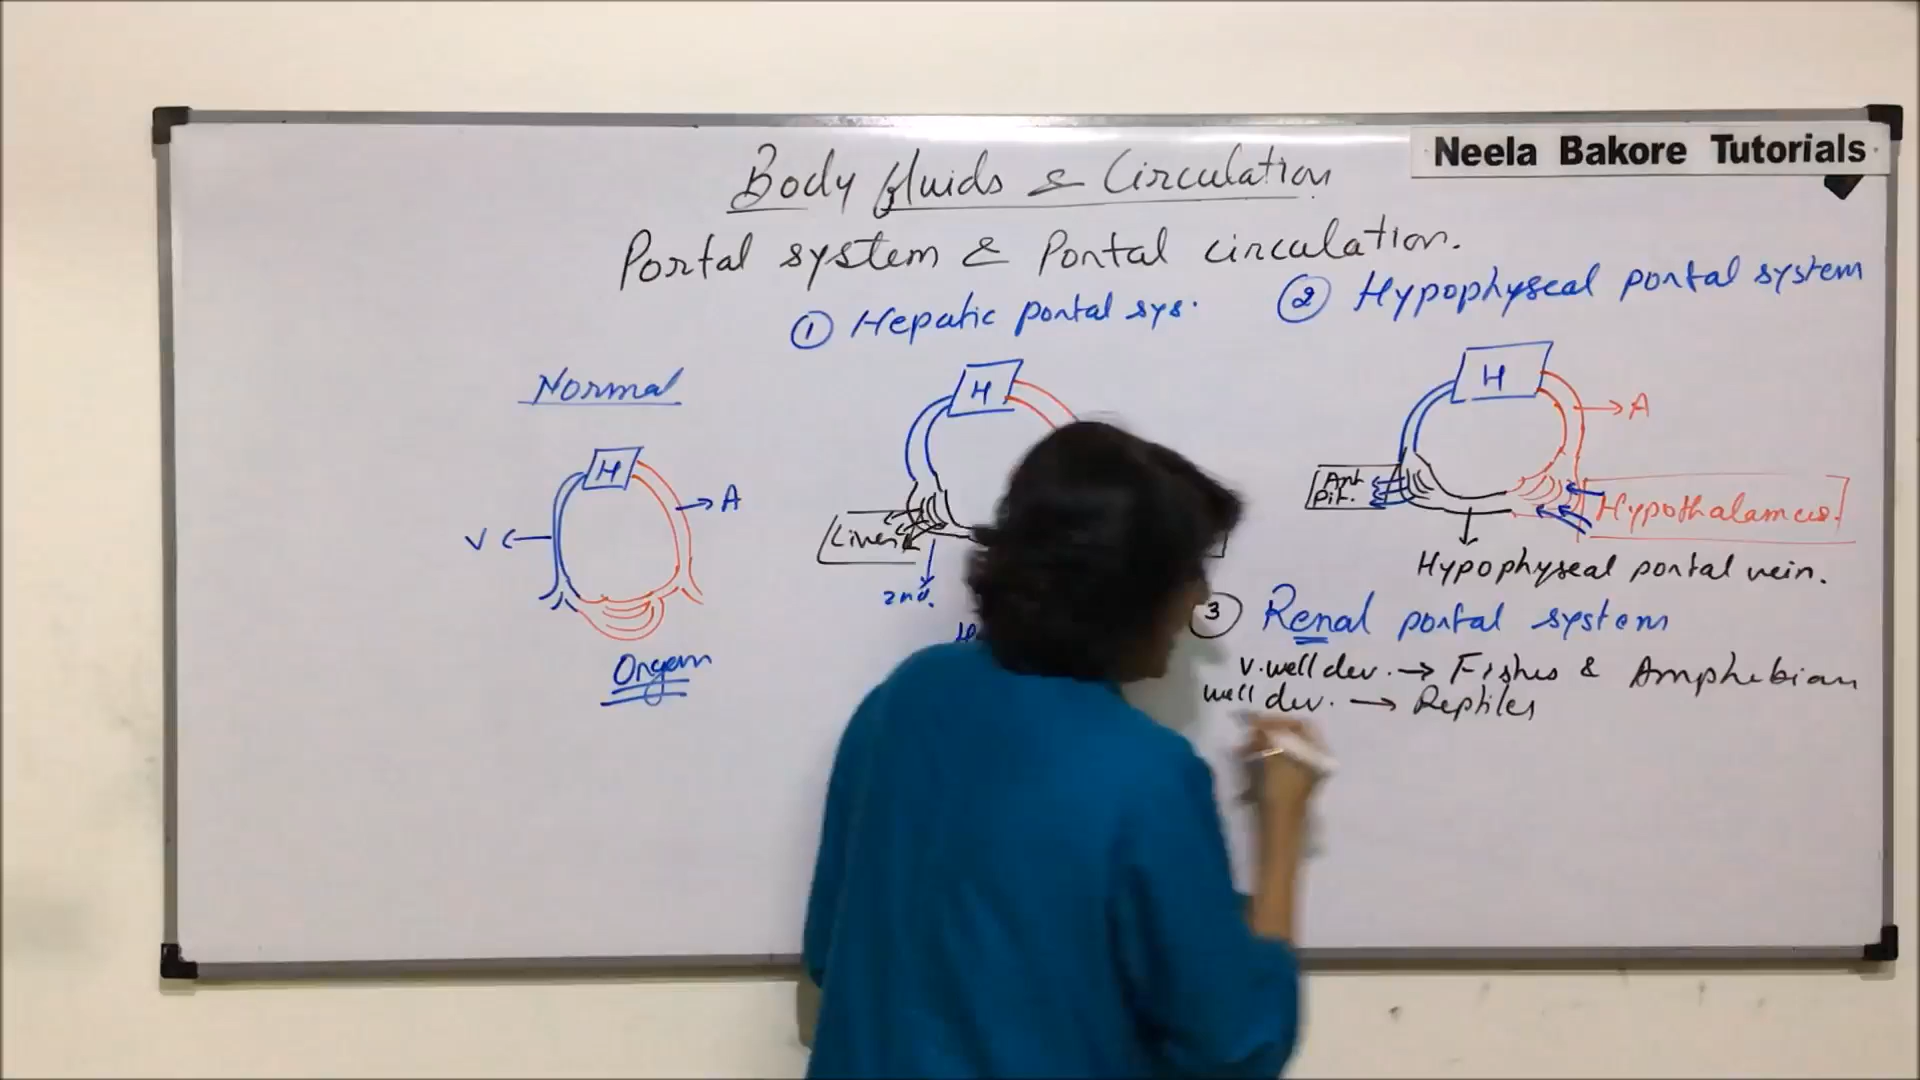 Neela Bakore Tutorials
Body fluids & Circulation
Portal system & Portal circulation.
① Hepatic portal sys.
② Hypophyseal portal system
Normal
H
A
V
Organ
H
Liver
2nd.
H
A
Ant
Pit.
Hypothalamus.
Hypophyseal portal vein.
③ Renal portal system
v.well dev. → Fishes & Amphibian
well dev. → Reptiles